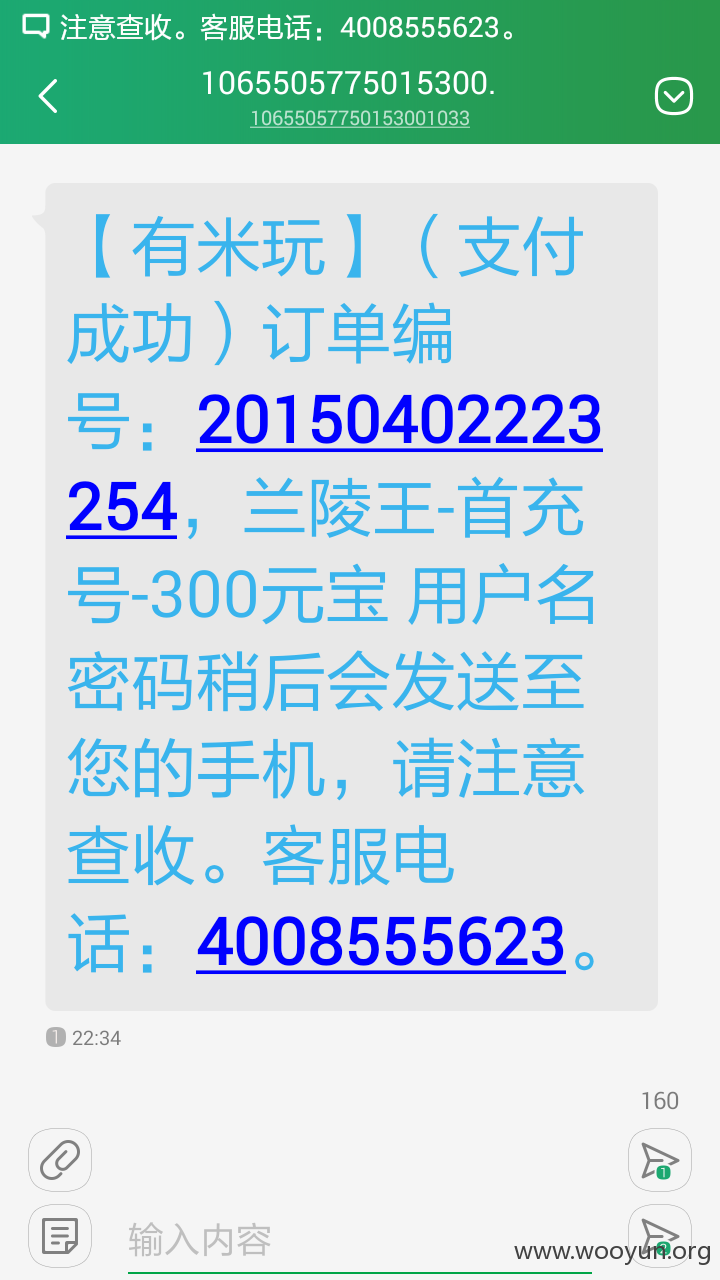 注意查收。客服电话：4008555623。
1065505775015300.
10655057750153001033
【有米玩】（支付
成功）订单编
号：20150402223
254，兰陵王-首充
号-300元宝 用户名
密码稍后会发送至
您的手机，请注意
查收。客服电
话：4008555623。
1 22:34
160
1
输入内容
2
www.wooyun.org